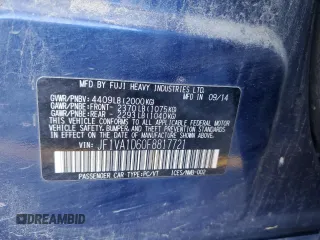 MFD. BY FUJI HEAVY INDUSTRIES LTD.
GVWR/PNBV: 4409LB(2000KG) IN 09/14
GAWR/PNBE:FRONT- 2370LB(1075KG)
GAWR/PNBE:REAR - 2293LB(1040KG)
THIS VEHICLE CONFORMS TO ALL APPLICABLE FEDERAL MOTOR VEHICLE
SAFETY, BUMPER, AND THEFT PREVENTION STANDARDS
IN EFFECT ON THE DATE OF MANUFACTURE SHOWN ABOVE.
VIN: JF1VA1D60F8817721
PASSENGER CAR TYPE:PC/VT ICES/NMB-002
© BIDHISTORY